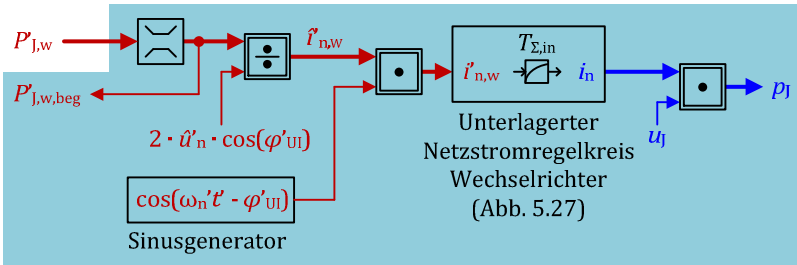 P'J,w
î'n,w
P'J,w,beg
2 · û'n · cos(φ'UI)
i'n,w
TΣ,in
in
pJ
uJ
Unterlagerter
Netzstromregelkreis
Wechselrichter
(Abb. 5.27)
cos(ωn't' - φ'UI)
Sinusgenerator